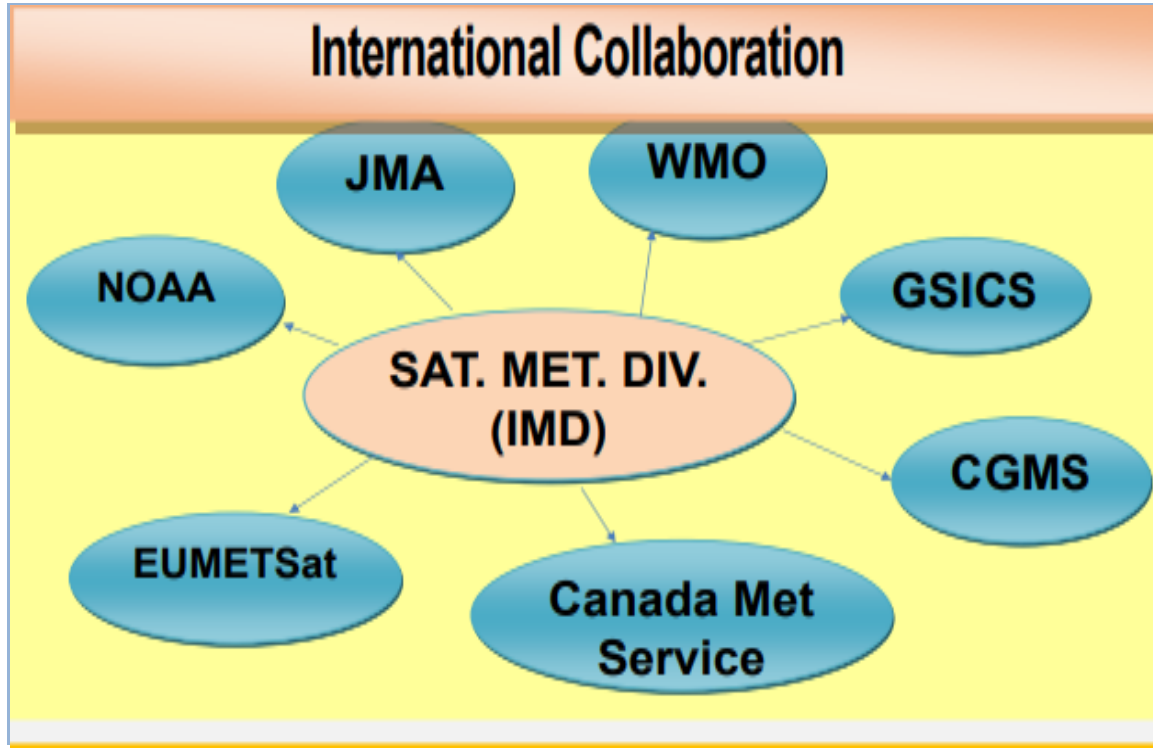 International Collaboration
JMA
WMO
NOAA
GSICS
SAT. MET. DIV.
(IMD)
CGMS
EUMETSat
Canada Met
Service